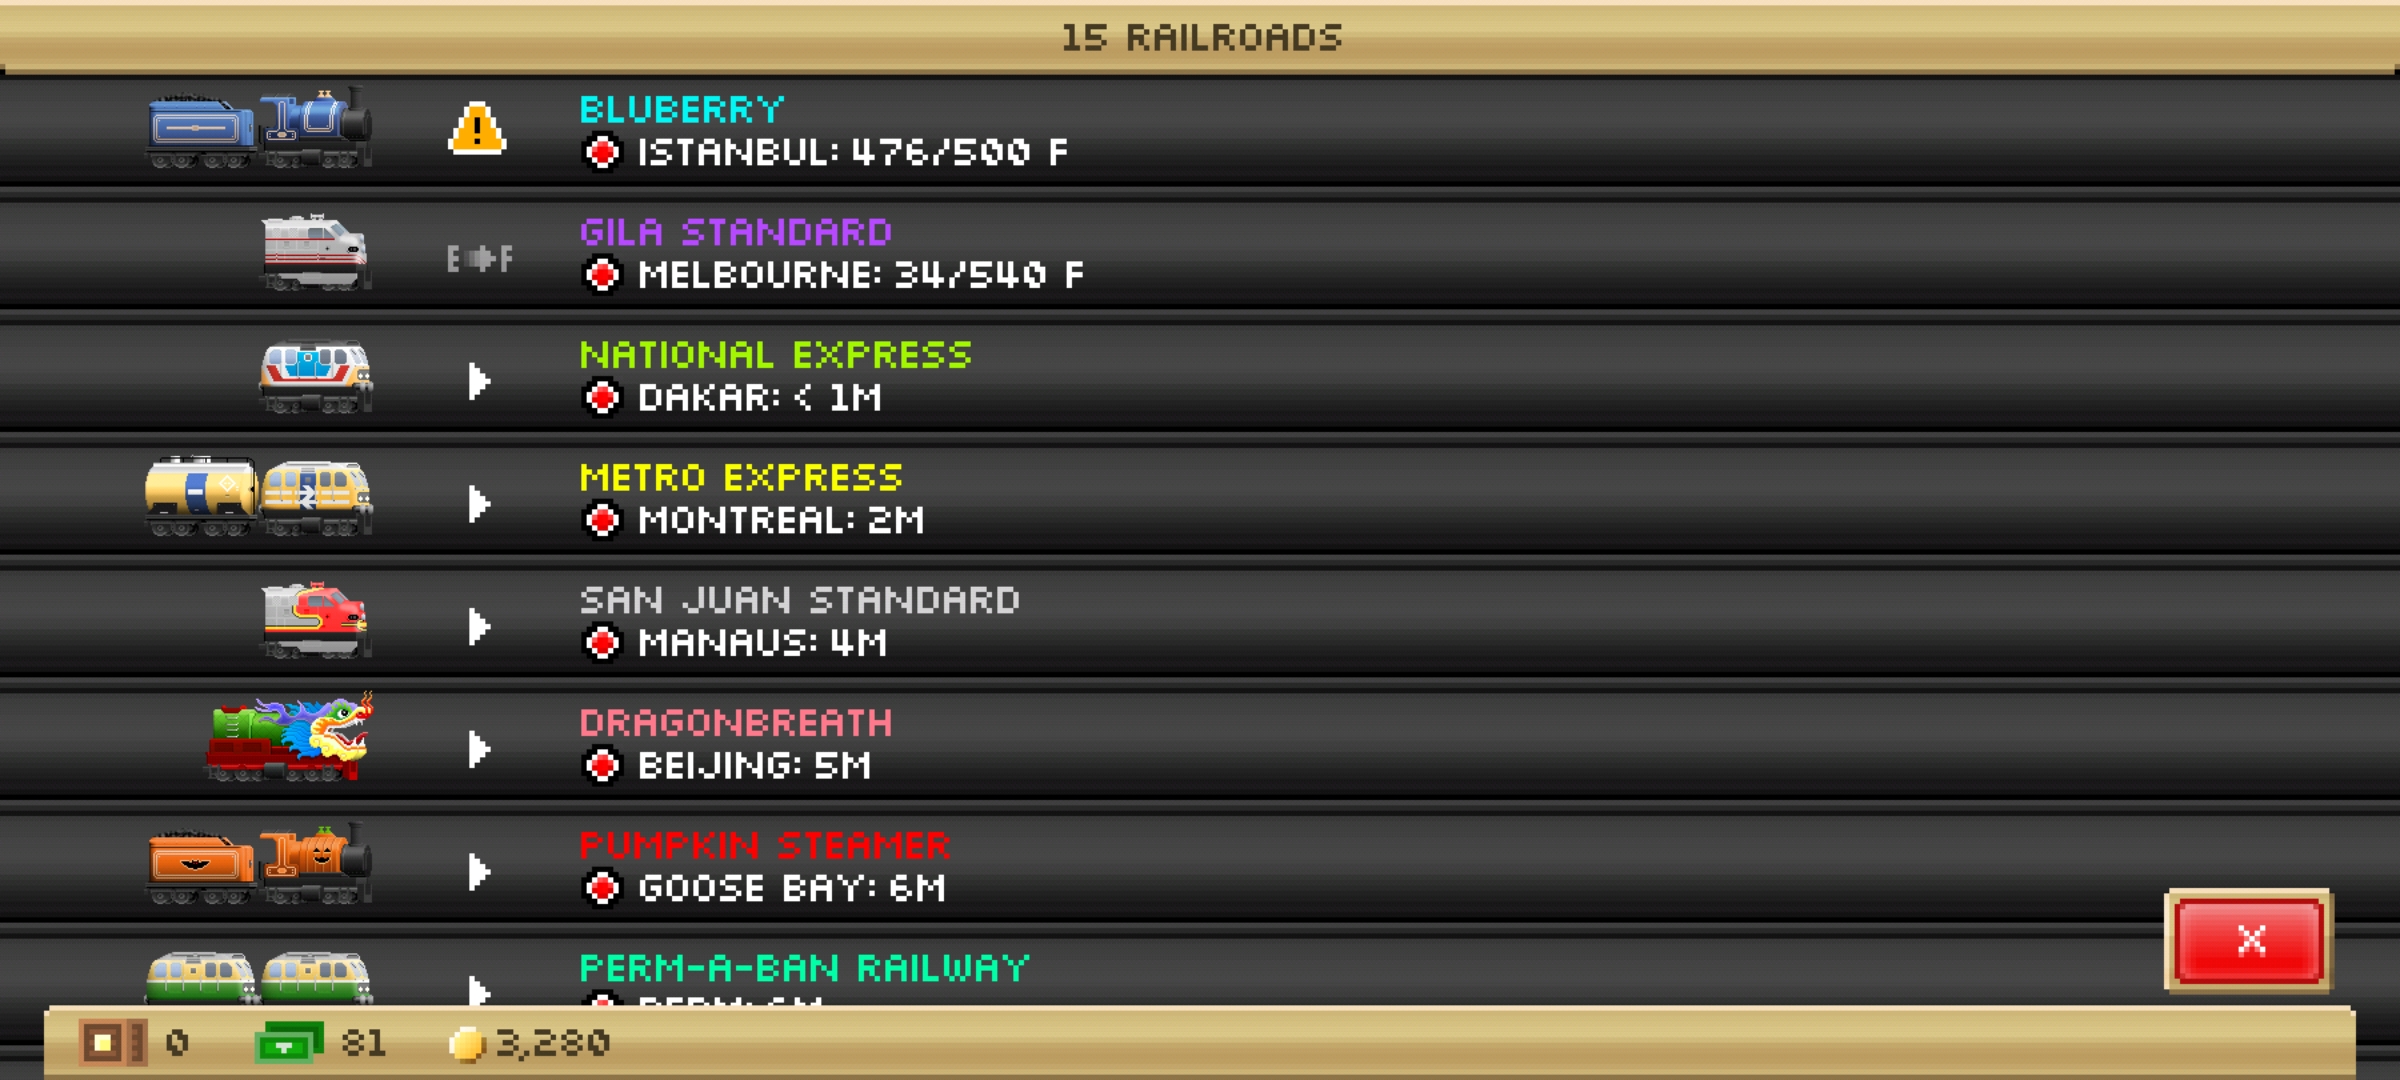 15 RAILROADS
BLUBERRY
ISTANBUL: 476/500 F
GILA STANDARD
E F
MELBOURNE: 34/540 F
NATIONAL EXPRESS
DAKAR: < 1M
METRO EXPRESS
MONTREAL: 2M
SAN JUAN STANDARD
MANAUS: 4M
DRAGONBREATH
BEIJING: 5M
PUMPKIN STEAMER
GOOSE BAY: 6M
X
PERM-A-BAN RAILWAY
0 81 3,280